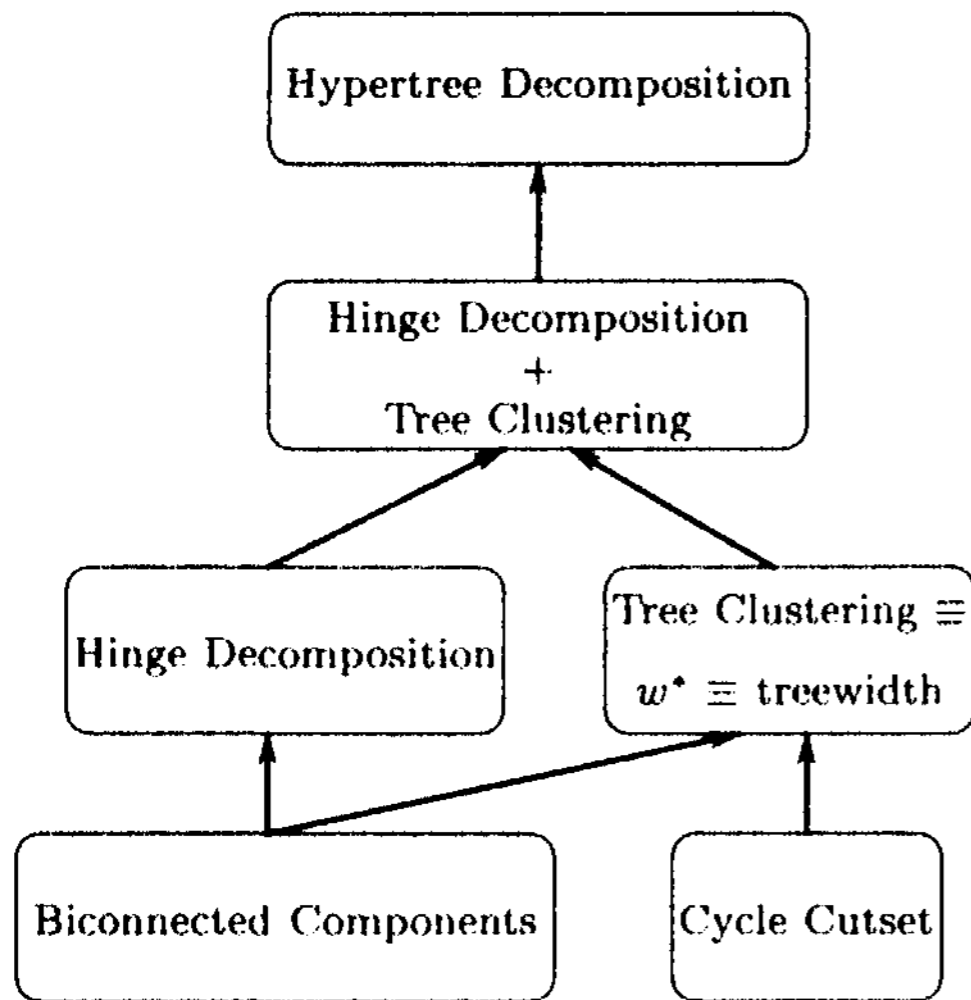 Hypertree Decomposition
Hinge Decomposition
+
Tree Clustering
Hinge Decomposition
Tree Clustering ≡
w* ≡ treewidth
Biconnected Components
Cycle Cutset